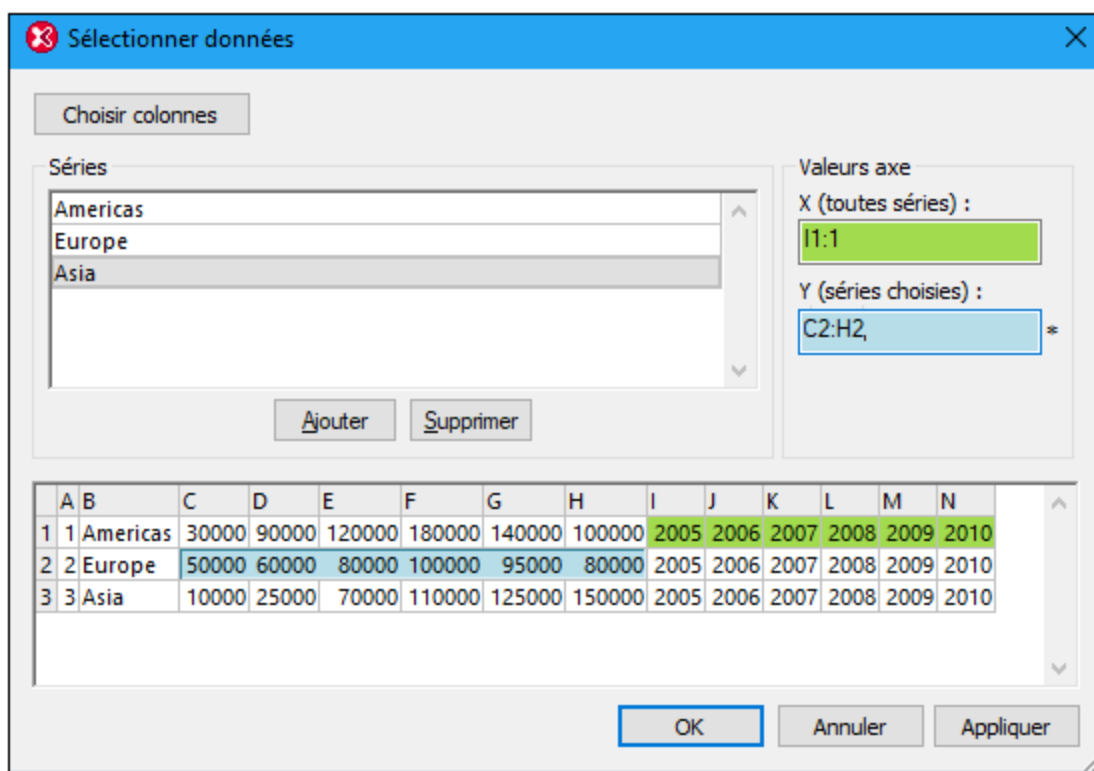 Sélectionner données
Choisir colonnes
Séries
Americas
Europe
Asia
Ajouter Supprimer
Valeurs axe
X (toutes séries) :
I1:1
Y (séries choisies) :
C2:H2, *
A B C D E F G H I J K L M N
1 1 Americas 30000 90000 120000 180000 140000 100000 2005 2006 2007 2008 2009 2010
2 2 Europe 50000 60000 80000 100000 95000 80000 2005 2006 2007 2008 2009 2010
3 3 Asia 10000 25000 70000 110000 125000 150000 2005 2006 2007 2008 2009 2010
OK Annuler Appliquer